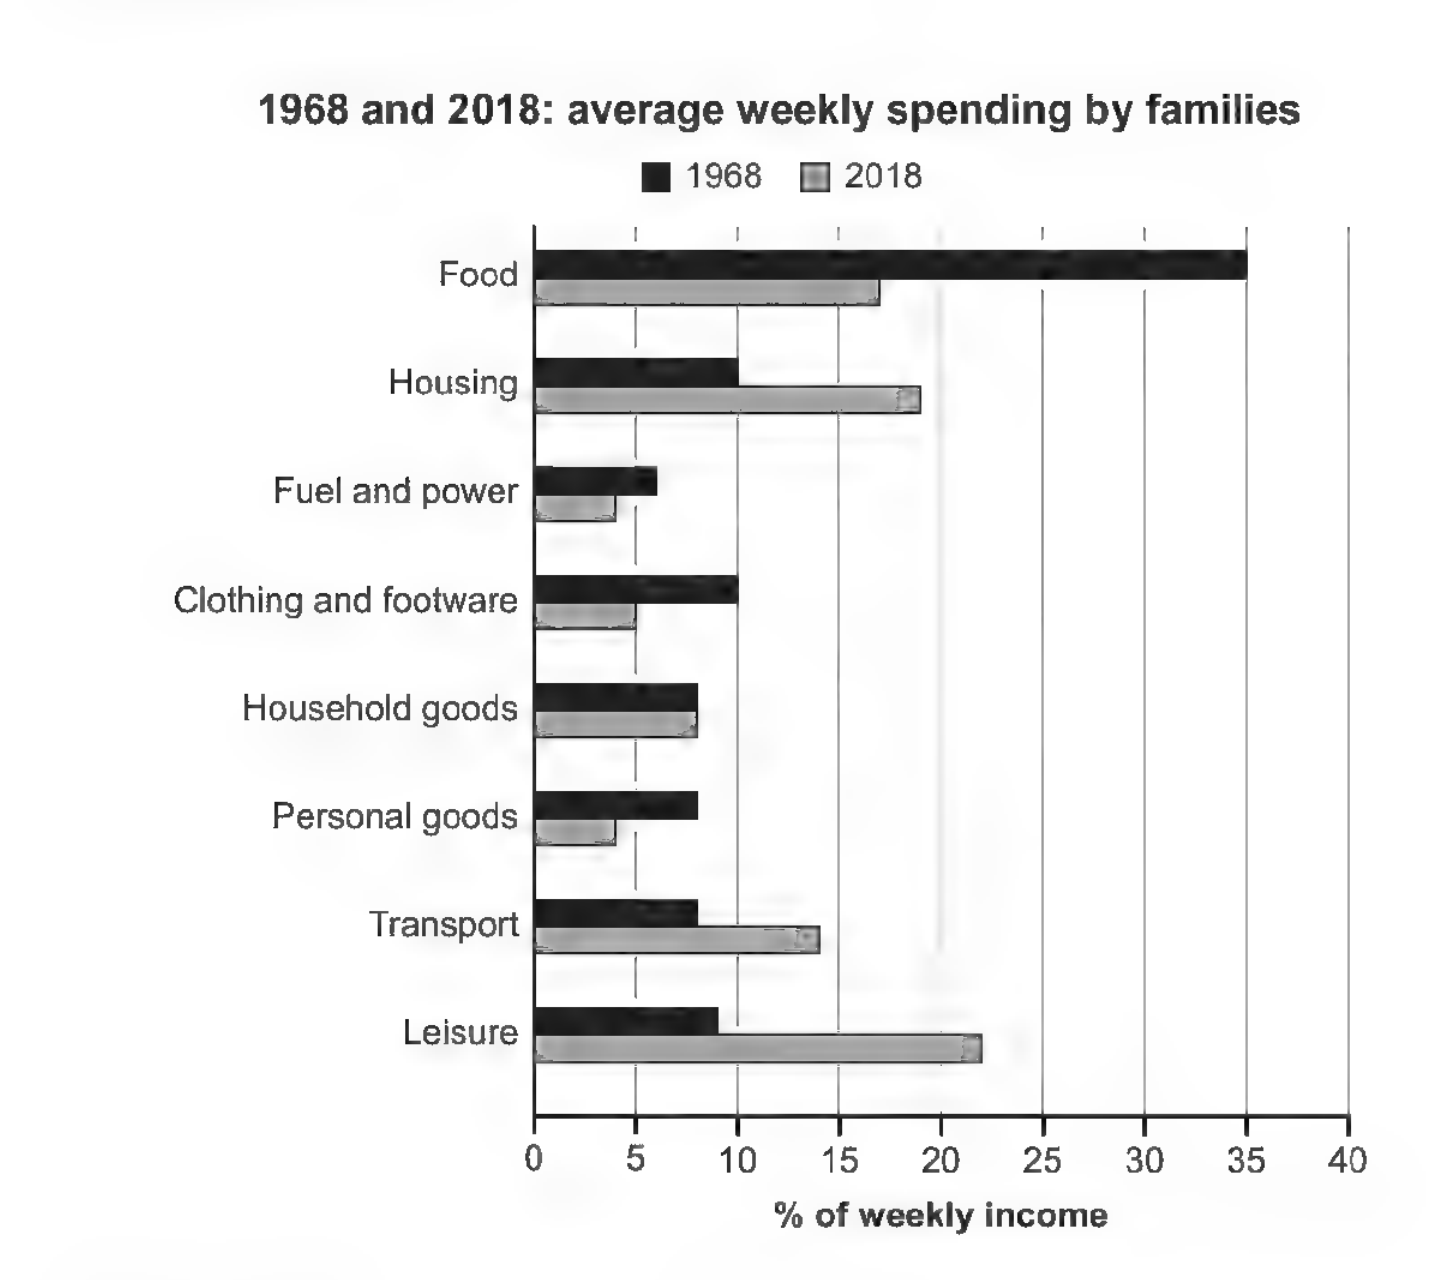 1968 and 2018: average weekly spending by families
1968 2018
Food
Housing
Fuel and power
Clothing and footware
Household goods
Personal goods
Transport
Leisure
0 5 10 15 20 25 30 35 40
% of weekly income